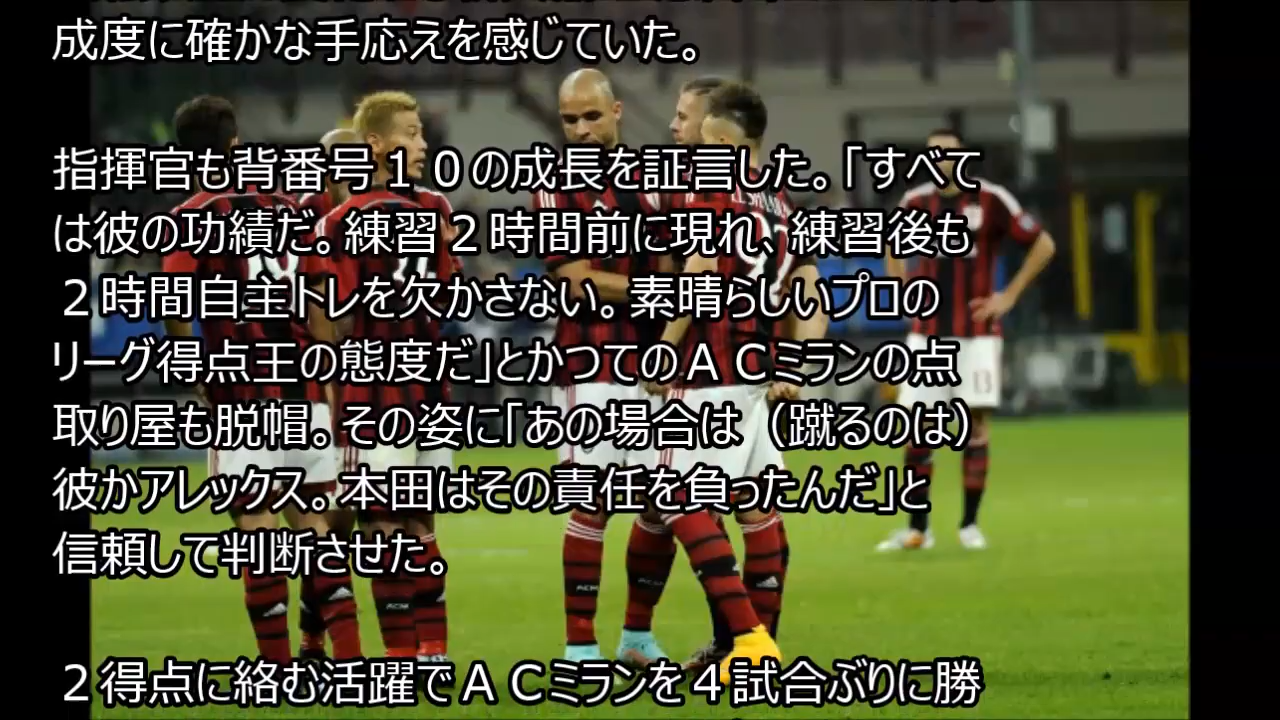 成度に確かな手応えを感じていた。
指揮官も背番号１０の成長を証言した。「すべて
は彼の功績だ。練習２時間前に現れ、練習後も
２時間自主トレを欠かさない。素晴らしいプロの
リーグ得点王の態度だ」とかつてのＡＣミランの点
取り屋も脱帽。その姿に「あの場合は（蹴るのは）
彼かアレックス。本田はその責任を負ったんだ」と
信頼して判断させた。
２得点に絡む活躍でＡＣミランを４試合ぶりに勝
13
ACM